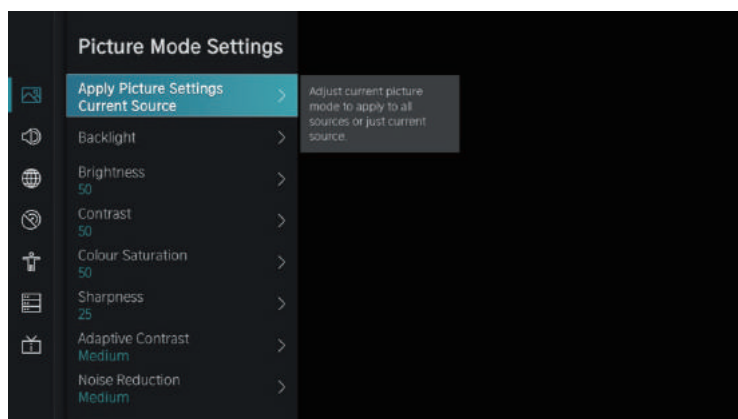 Picture Mode Settings
Apply Picture Settings
Current Source
Adjust current picture
mode to apply to all
sources or just current
source.
Backlight
Brightness
50
Contrast
50
Colour Saturation
50
Sharpness
25
Adaptive Contrast
Medium
Noise Reduction
Medium